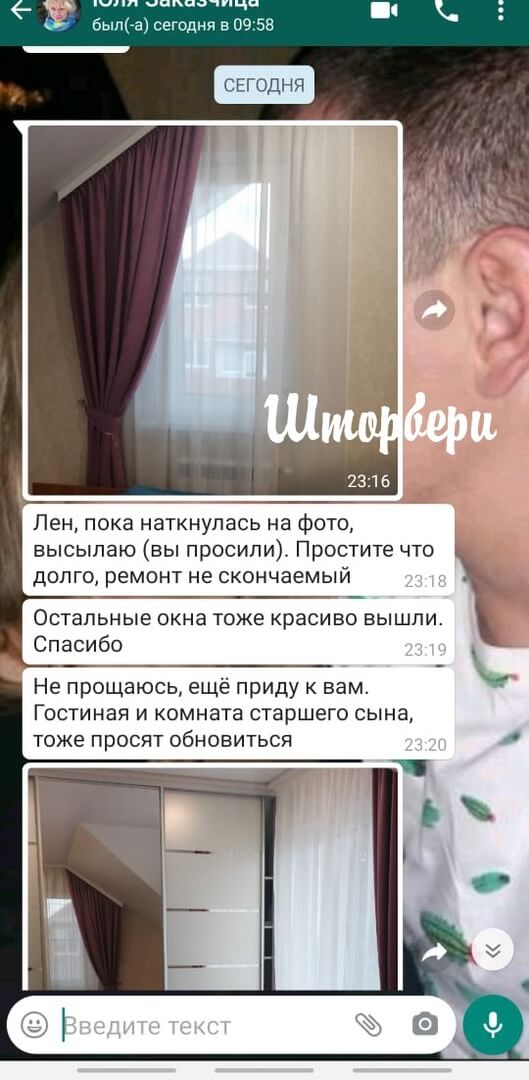 Юля Заказчица
был(-а) сегодня в 09:58
СЕГОДНЯ
Шторбери
23:16
Лен, пока наткнулась на фото,
высылаю (вы просили). Простите что
долго, ремонт не скончаемый
23:18
Остальные окна тоже красиво вышли.
Спасибо
23:19
Не прощаюсь, ещё приду к вам.
Гостиная и комната старшего сына,
тоже просят обновиться
23:20
Введите текст